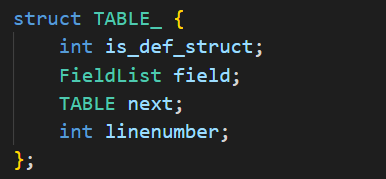 struct TABLE_ {
    int is_def_struct;
    FieldList field;
    TABLE next;
    int linenumber;
};